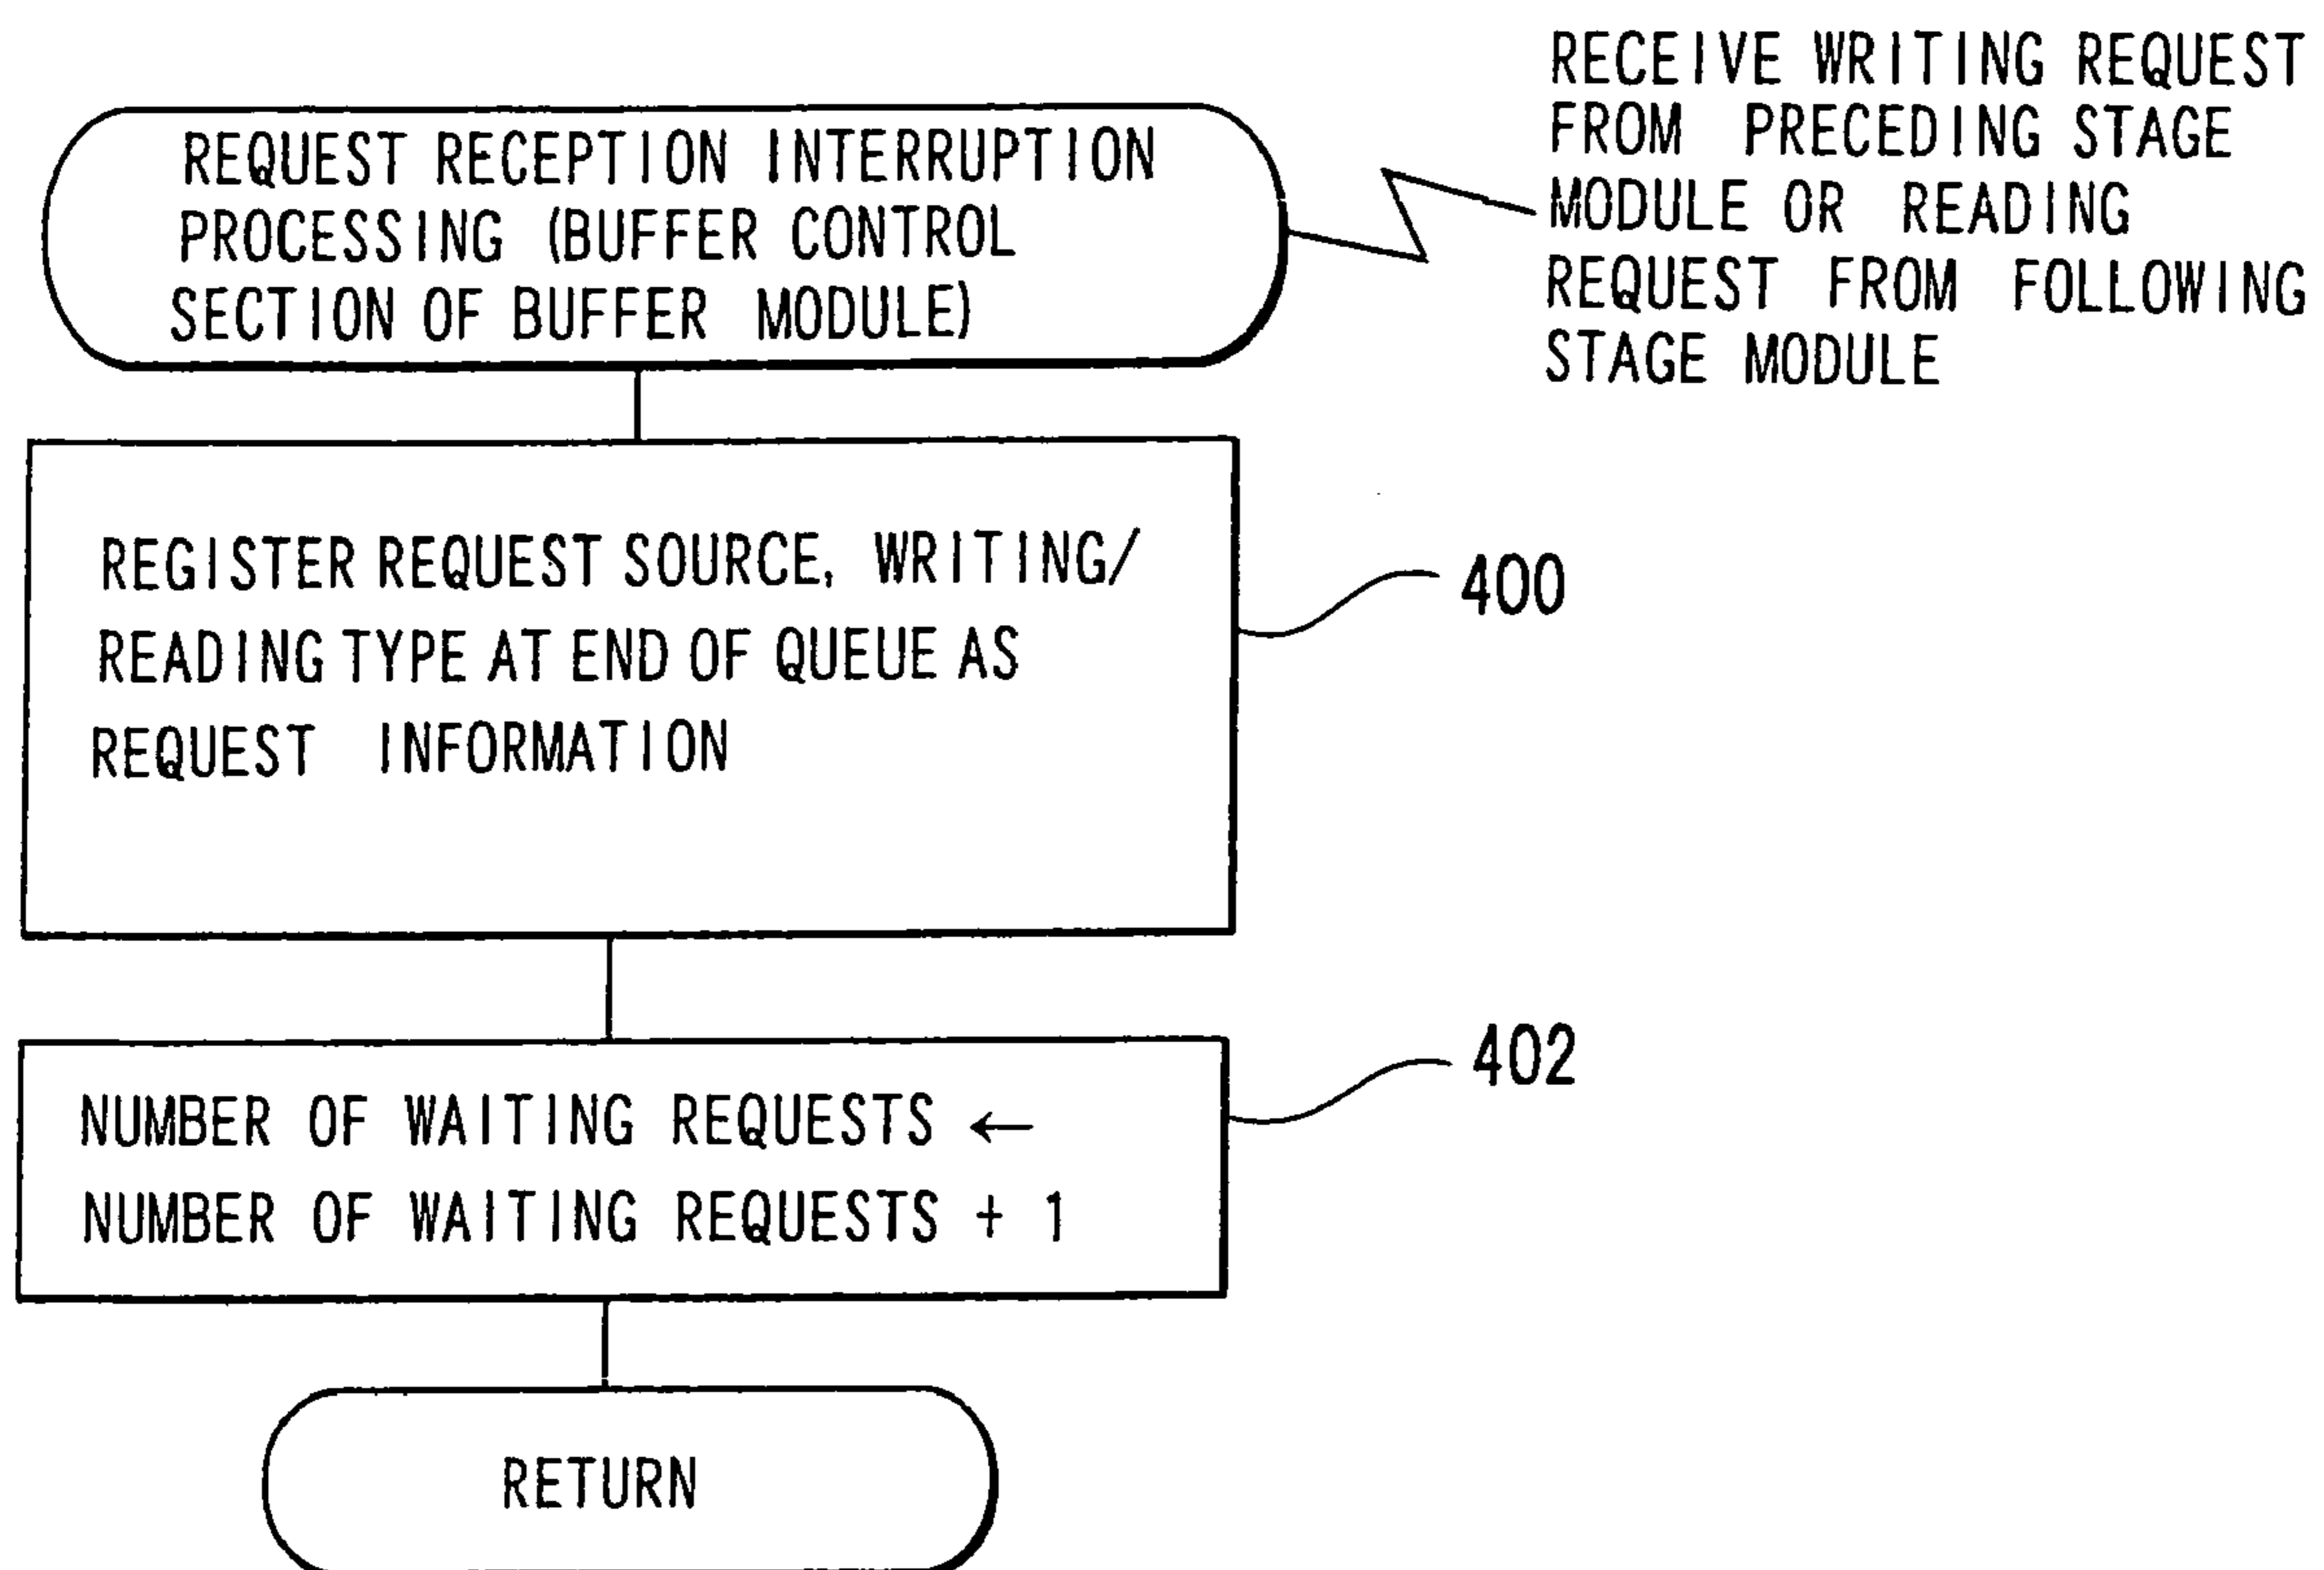 REQUEST RECEPTION INTERRUPTION
PROCESSING (BUFFER CONTROL
SECTION OF BUFFER MODULE)
RECEIVE WRITING REQUEST
FROM PRECEDING STAGE
MODULE OR READING
REQUEST FROM FOLLOWING
STAGE MODULE
REGISTER REQUEST SOURCE, WRITING/
READING TYPE AT END OF QUEUE AS
REQUEST INFORMATION
400
NUMBER OF WAITING REQUESTS ←
NUMBER OF WAITING REQUESTS + 1
402
RETURN